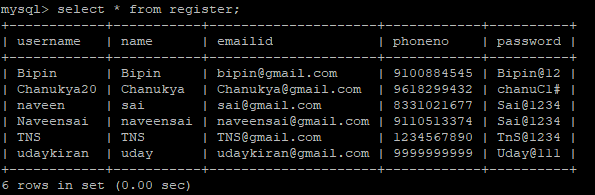 mysql> select * from register;
+-------------+-----------+----------------------+------------+----------+
| username | name | emailid | phoneno | password |
+-------------+-----------+----------------------+------------+----------+
| Bipin | Bipin | bipin@gmail.com | 9100884545 | Bipin@12 |
| Chanukya20 | Chanukya | Chanukya@gmail.com | 9618299432 | chanuC1# |
| naveen | sai | sai@gmail.com | 8331021677 | Sai@1234 |
| Naveensai | naveensai | naveensai@gmail.com | 9110513374 | Sai@1234 |
| TNS | TNS | TNS@gmail.com | 1234567890 | TnS@1234 |
| udaykiran | uday | udaykiran@gmail.com | 9999999999 | Uday@111 |
+-------------+-----------+----------------------+------------+----------+
6 rows in set (0.00 sec)